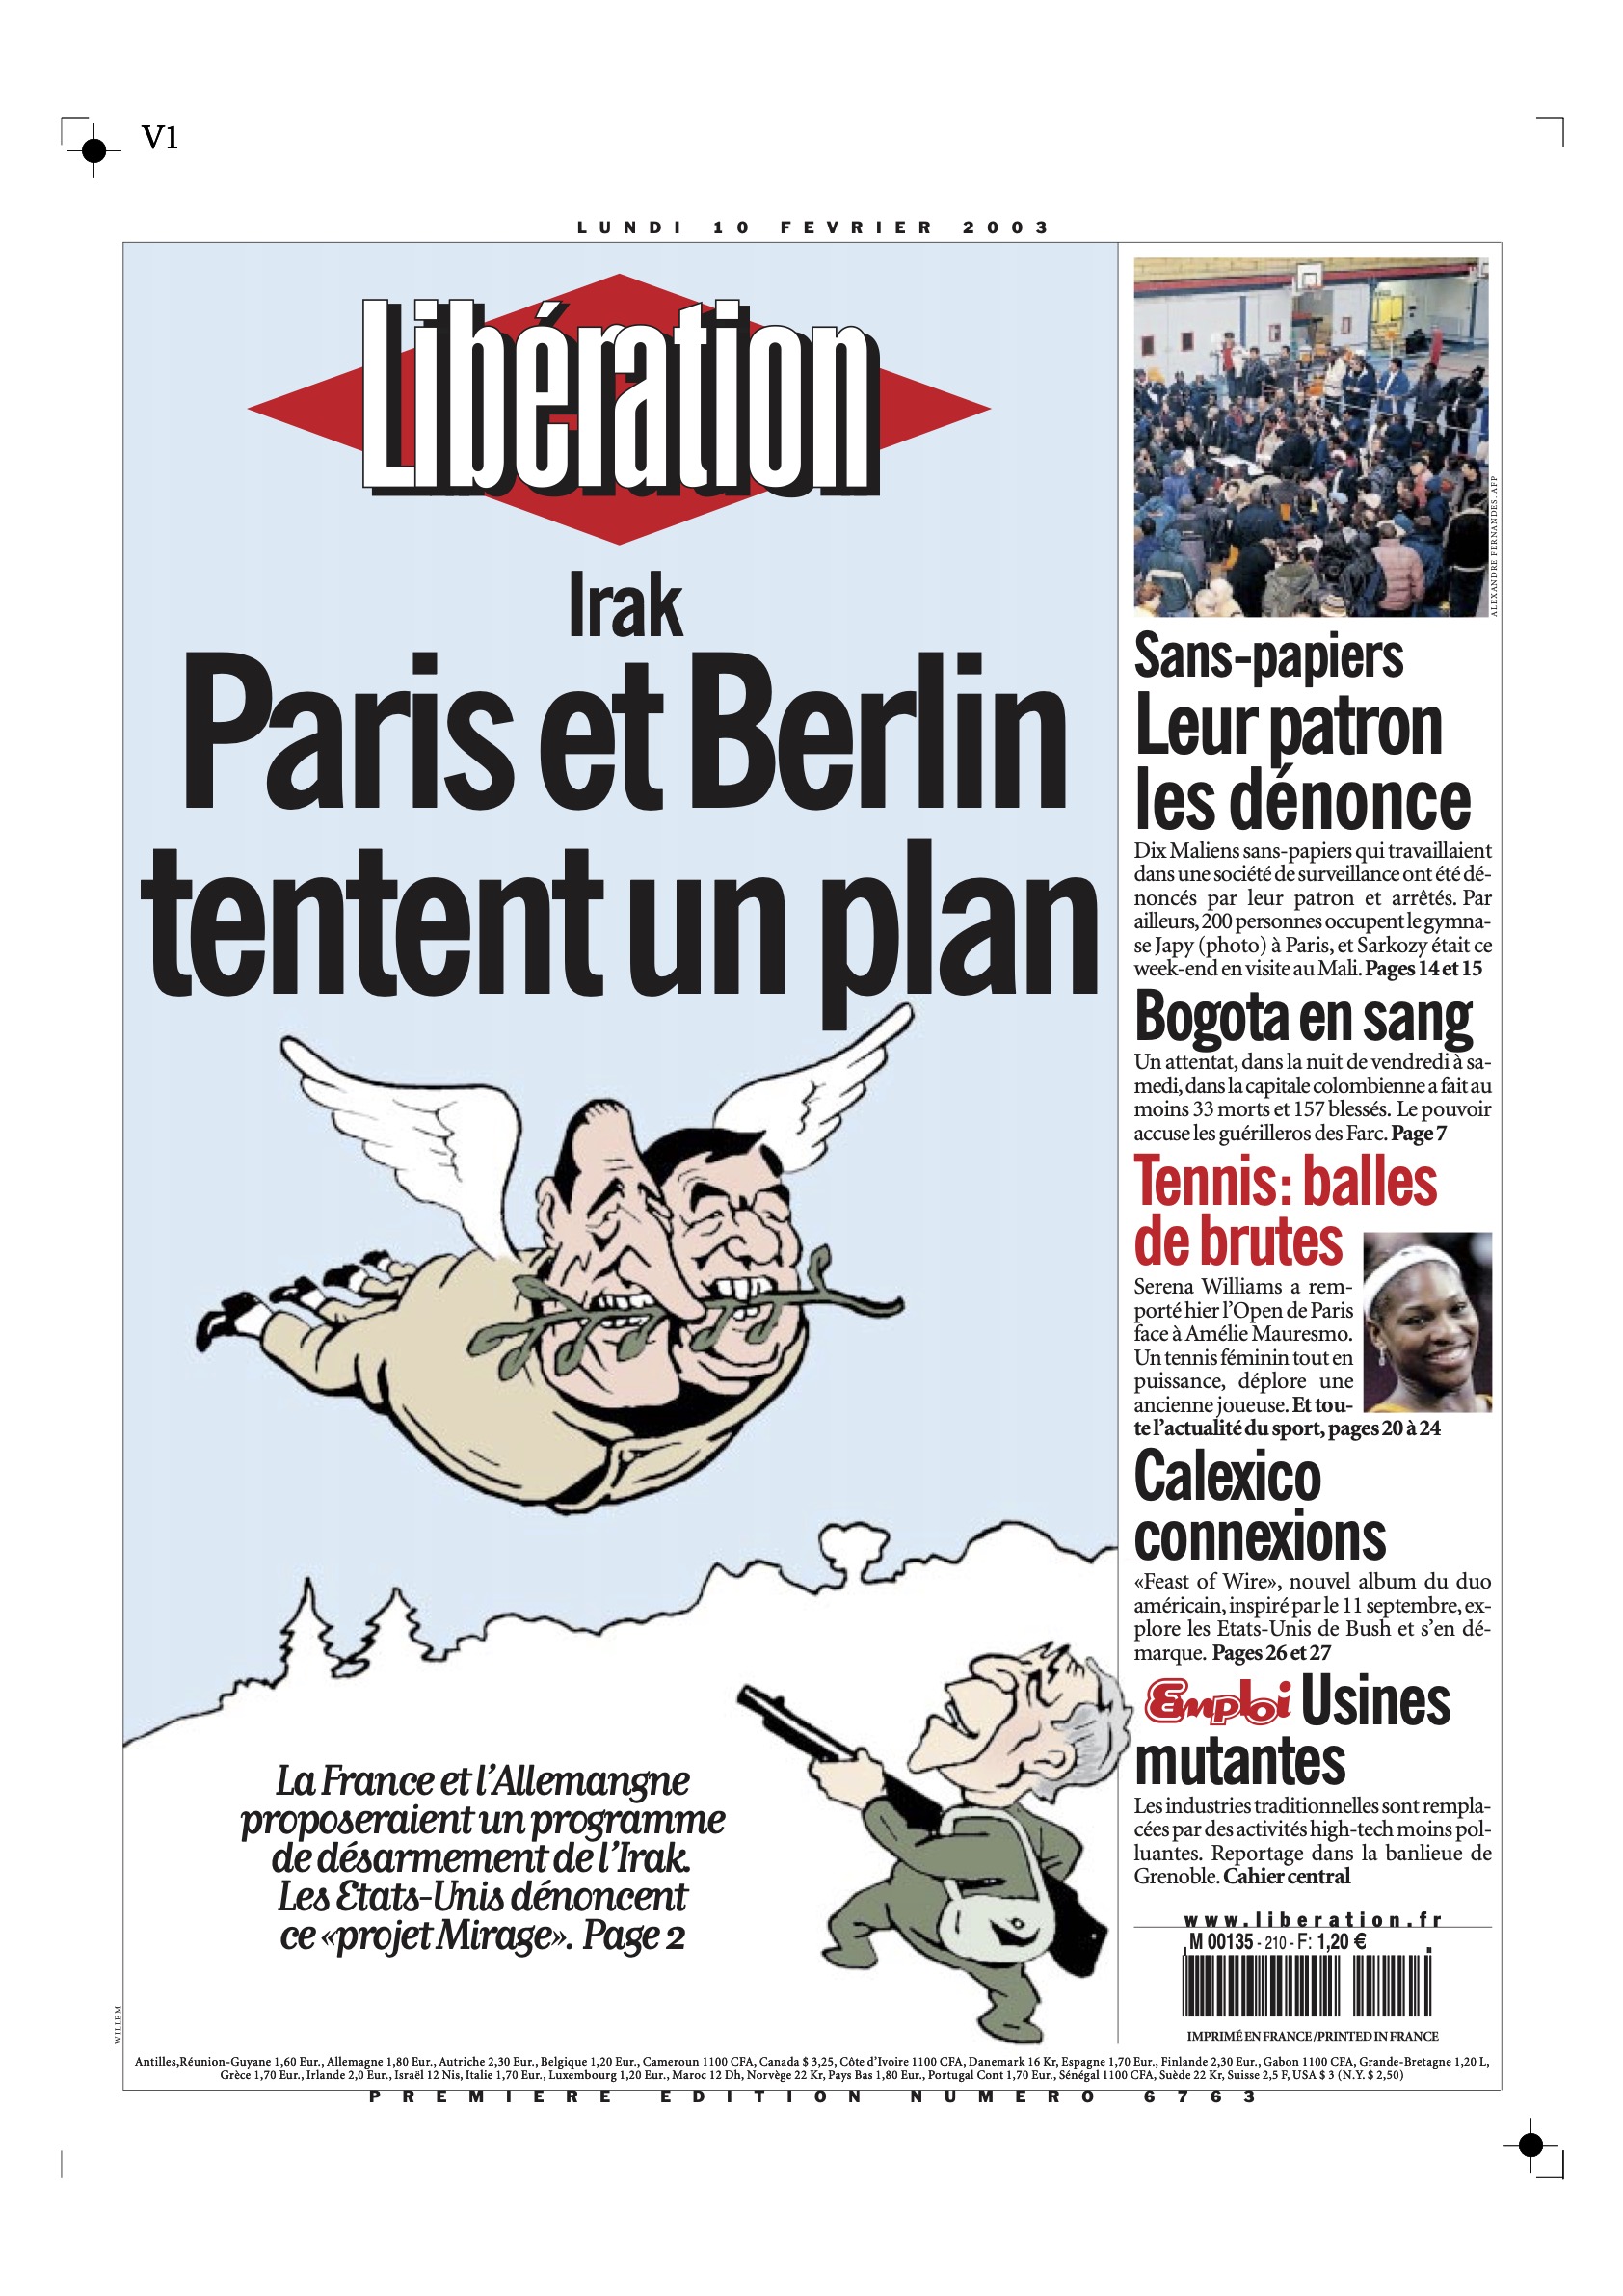 V1
LUNDI 10 FEVRIER 2003
Libération
Irak
Paris et Berlin
tentent un plan
La France et l'Allemangne
proposeraient un programme
de désarmement de l'Irak.
Les Etats-Unis dénoncent
ce «projet Mirage». Page 2
WILLEM
ALEXANDRE FERNANDES. AFP
Sans-papiers
Leur patron
les dénonce
Dix Maliens sans-papiers qui travaillaient
dans une société de surveillance ont été dé-
noncés par leur patron et arrêtés. Par
ailleurs, 200 personnes occupent le gymna-
se Japy (photo) à Paris, et Sarkozy était ce
week-end en visite au Mali. Pages 14 et 15
Bogota en sang
Un attentat, dans la nuit de vendredi à sa-
medi, dans la capitale colombienne a fait au
moins 33 morts et 157 blessés. Le pouvoir
accuse les guérilleros des Farc. Page 7
Tennis: balles
de brutes
Serena Williams a rem-
porté hier l'Open de Paris
face à Amélie Mauresmo.
Un tennis féminin tout en
puissance, déplore une
ancienne joueuse. Et tou-
te l'actualité du sport, pages 20 à 24
Calexico
connexions
«Feast of Wire», nouvel album du duo
américain, inspiré par le 11 septembre, ex-
plore les Etats-Unis de Bush et s'en dé-
marque. Pages 26 et 27
Emploi Usines
mutantes
Les industries traditionnelles sont rempla-
cées par des activités high-tech moins pol-
luantes. Reportage dans la banlieue de
Grenoble. Cahier central
www.liberation.fr
M 00135 - 210 - F: 1,20 €
IMPRIMÉ EN FRANCE/PRINTED IN FRANCE
Antilles,Réunion-Guyane 1,60 Eur., Allemagne 1,80 Eur., Autriche 2,30 Eur., Belgique 1,20 Eur., Cameroun 1100 CFA, Canada $ 3,25, Côte d'Ivoire 1100 CFA, Danemark 16 Kr, Espagne 1,70 Eur., Finlande 2,30 Eur., Gabon 1100 CFA, Grande-Bretagne 1,20 L,
Grèce 1,70 Eur., Irlande 2,0 Eur., Israël 12 Nis, Italie 1,70 Eur., Luxembourg 1,20 Eur., Maroc 12 Dh, Norvège 22 Kr, Pays Bas 1,80 Eur., Portugal Cont 1,70 Eur., Sénégal 1100 CFA, Suède 22 Kr, Suisse 2,5 F, USA $ 3 (N.Y. $ 2,50)
PREMIERE EDITION NUMERO 6763